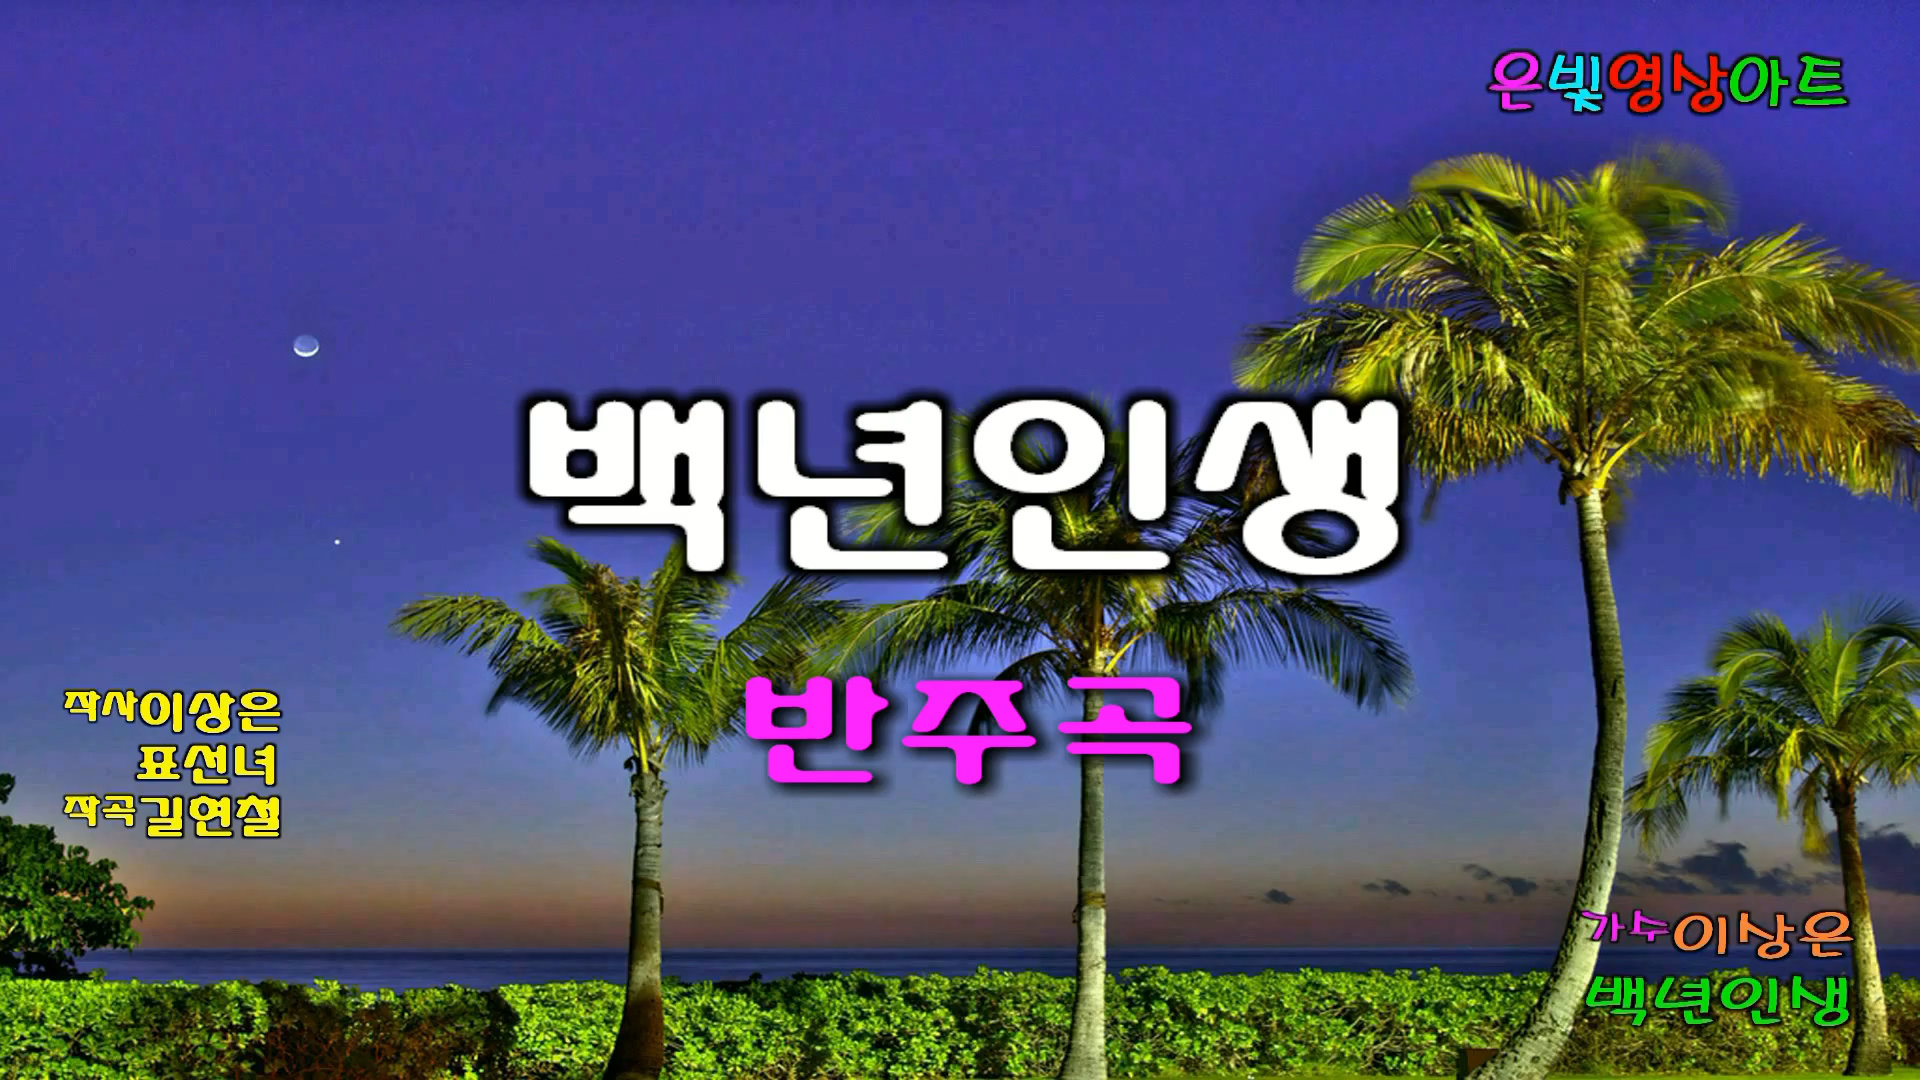 은빛영상아트
백년인생
반주곡
작사이상은
표선녀
작곡길현철
가수이상은
백년인생